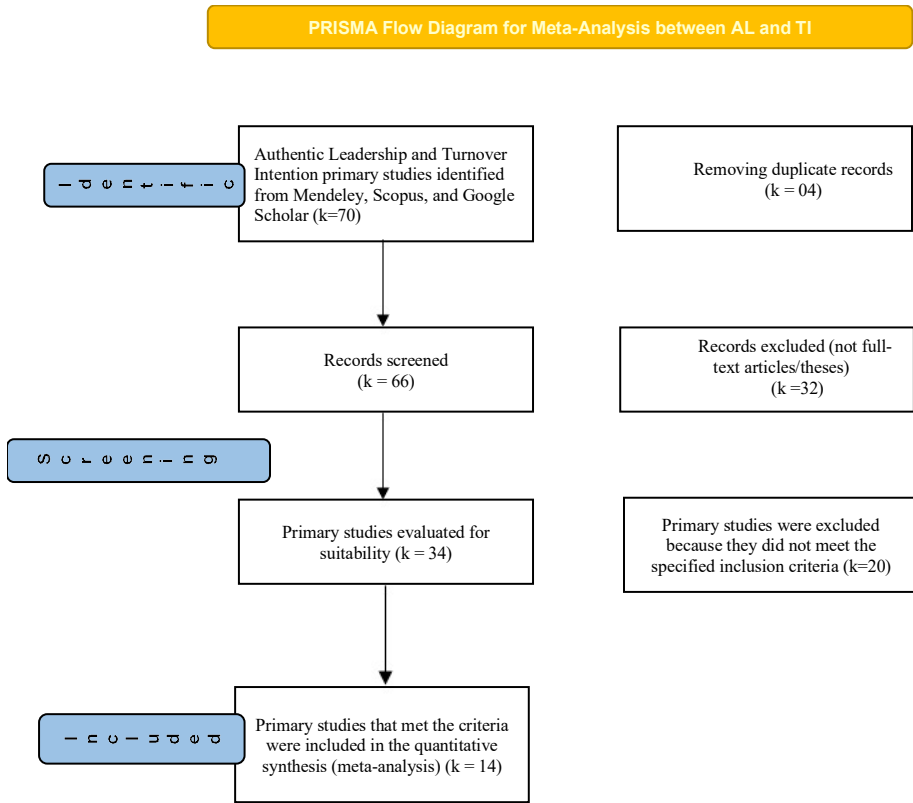 PRISMA Flow Diagram for Meta-Analysis between AL and TI
Identific
Authentic Leadership and Turnover
Intention primary studies identified
from Mendeley, Scopus, and Google
Scholar (k=70)
Removing duplicate records
(k = 04)
Records screened
(k = 66)
Records excluded (not full-
text articles/theses)
(k =32)
Screening
Primary studies evaluated for
suitability (k = 34)
Primary studies were excluded
because they did not meet the
specified inclusion criteria (k=20)
Included
Primary studies that met the criteria
were included in the quantitative
synthesis (meta-analysis) (k = 14)